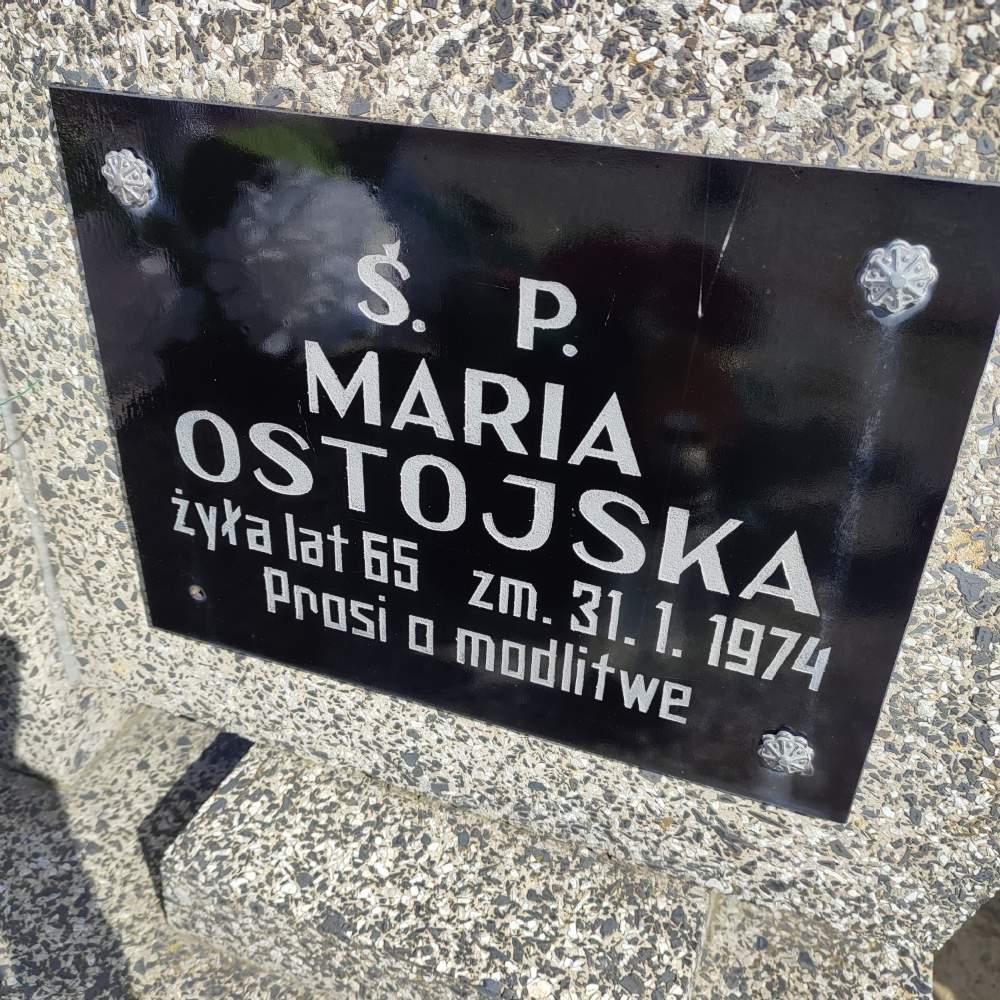 Ś. P.
MARIA
OSTOJSKA
żyła lat 65 zm. 31.1.1974
Prosi o modlitwe